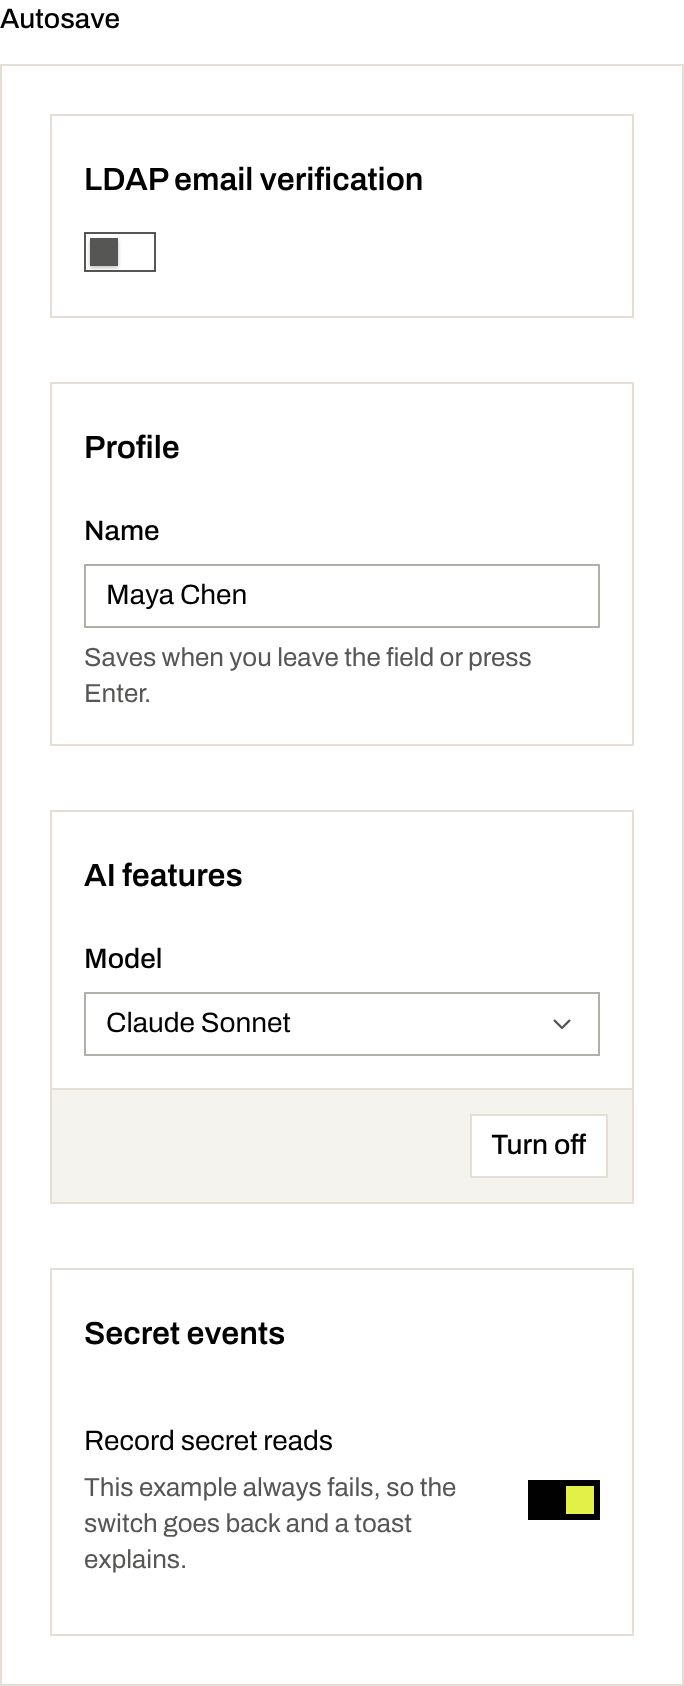 Autosave
LDAP email verification
Profile
Name
Maya Chen
Saves when you leave the field or press
Enter.
AI features
Model
Claude Sonnet
Turn off
Secret events
Record secret reads
This example always fails, so the
switch goes back and a toast
explains.